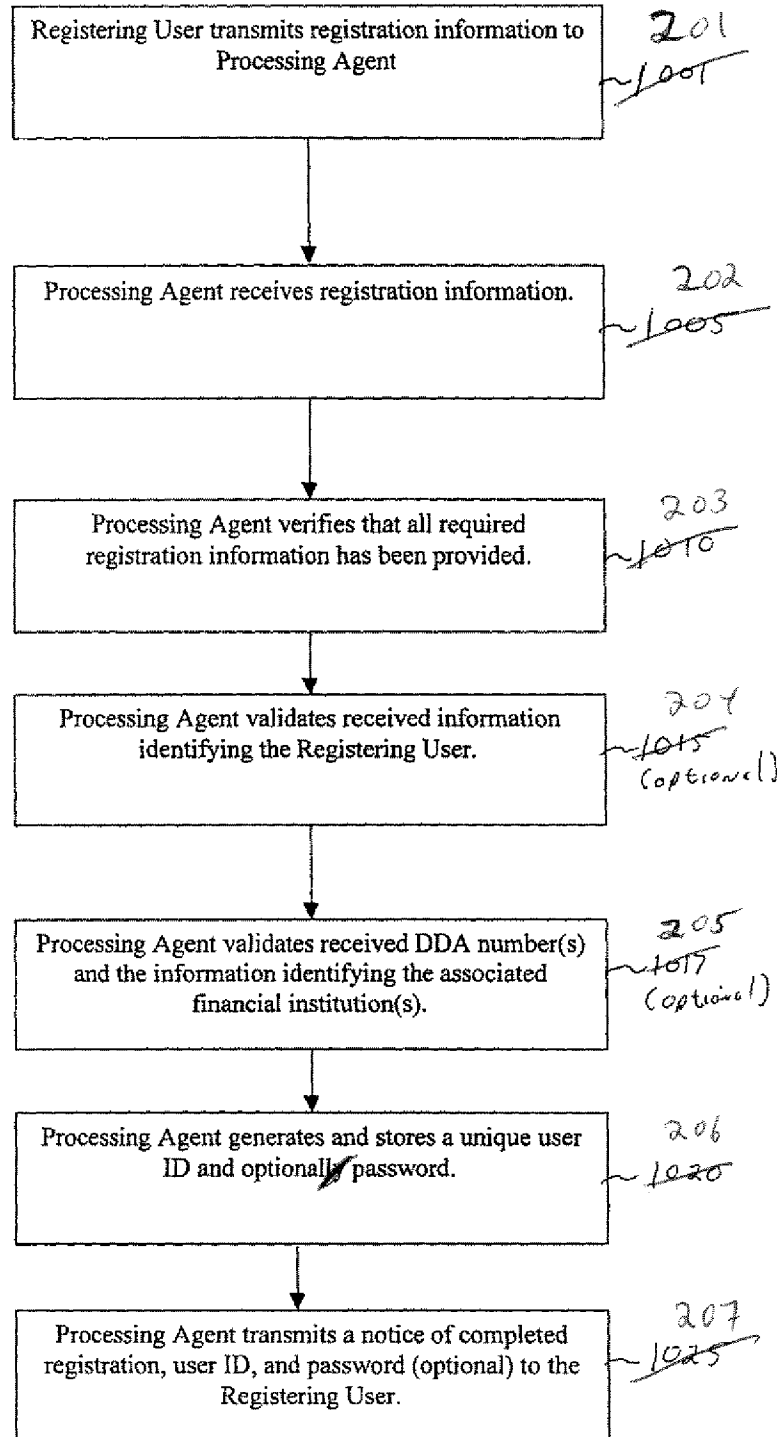 Registering User transmits registration information to
Processing Agent
201
~1001
Processing Agent receives registration information.
202
~1005
Processing Agent verifies that all required
registration information has been provided.
203
~1010
Processing Agent validates received information
identifying the Registering User.
204
~1015
(optional)
Processing Agent validates received DDA number(s)
and the information identifying the associated
financial institution(s).
205
~1017
(optional)
Processing Agent generates and stores a unique user
ID and optionally password.
206
~1020
Processing Agent transmits a notice of completed
registration, user ID, and password (optional) to the
Registering User.
207
~1025